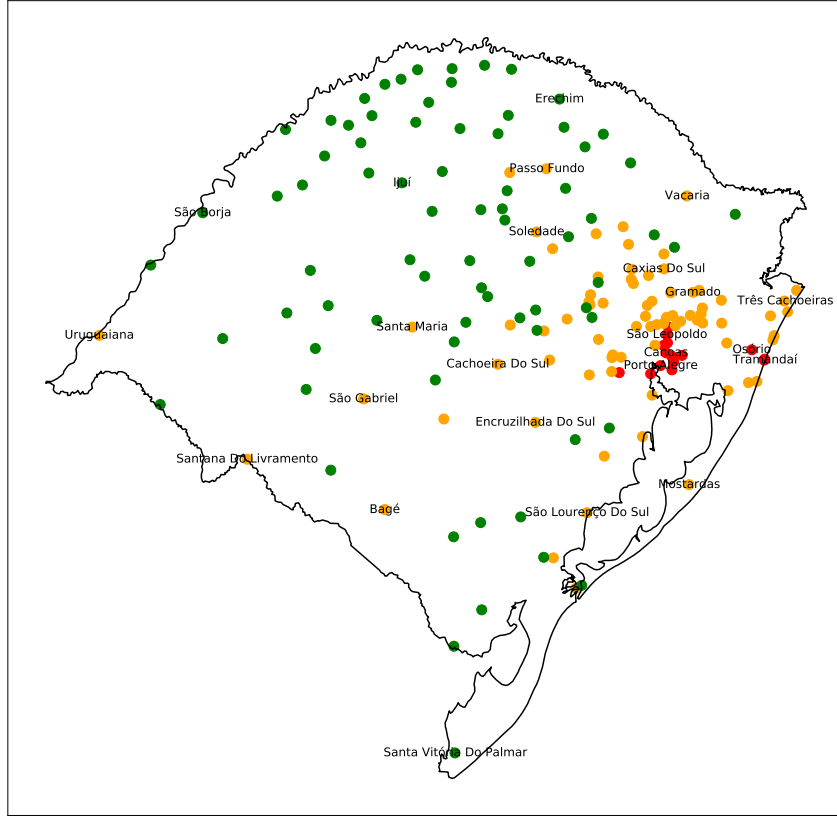 Erechim
Passo Fundo
Ijuí
Vacaria
São Borja
Soledade
Caxias Do Sul
Gramado
Três Cachoeiras
Santa Maria
Uruguaiana
São Leopoldo
Osório
Canoas
Tramandaí
Cachoeira Do Sul
Porto Alegre
São Gabriel
Encruzilhada Do Sul
Santana Do Livramento
Mostardas
Bagé
São Lourenço Do Sul
Santa Vitória Do Palmar